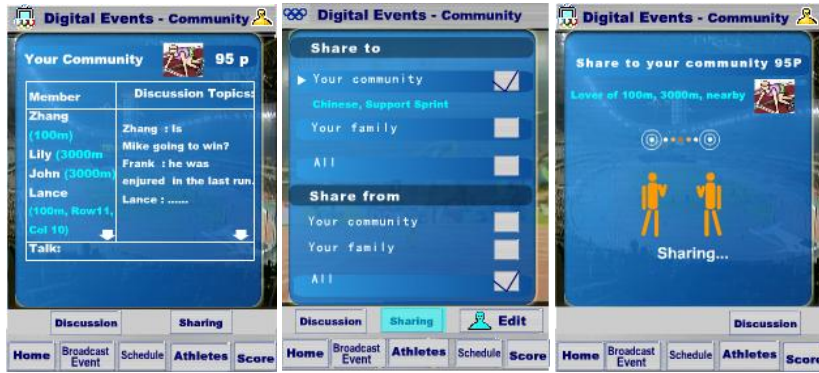 Digital Events - Community
Your Community 95 p
Member
Zhang
(100m)
Lily (3000m
John (3000m)
Lance
(100m, Row11,
Col 10)
Discussion Topics:
Zhang : Is
Mike going to win?
Frank : he was
enjured in the last run.
Lance : ......
Talk:
Discussion Sharing
Home Broadcast Event Schedule Athletes Score
Digital Events - Community
Share to
Your community
Chinese, Support Sprint
Your family
All
Share from
Your community
Your family
All
Discussion Sharing Edit
Home Broadcast Event Athletes Schedule Score
Digital Events - Community
Share to your community 95P
Lover of 100m, 3000m, nearby
Sharing...
Discussion
Home Broadcast Event Schedule Athletes Score